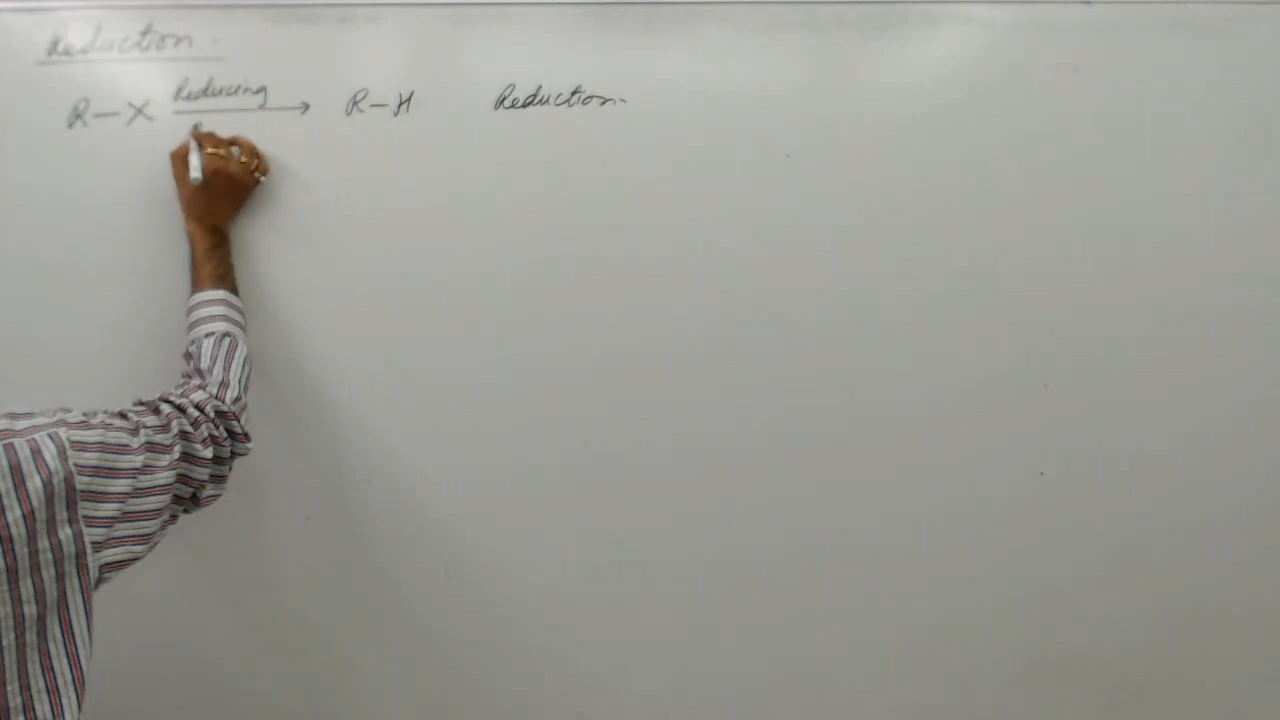 Reduction.
R-X Reducing → R-H Reduction.